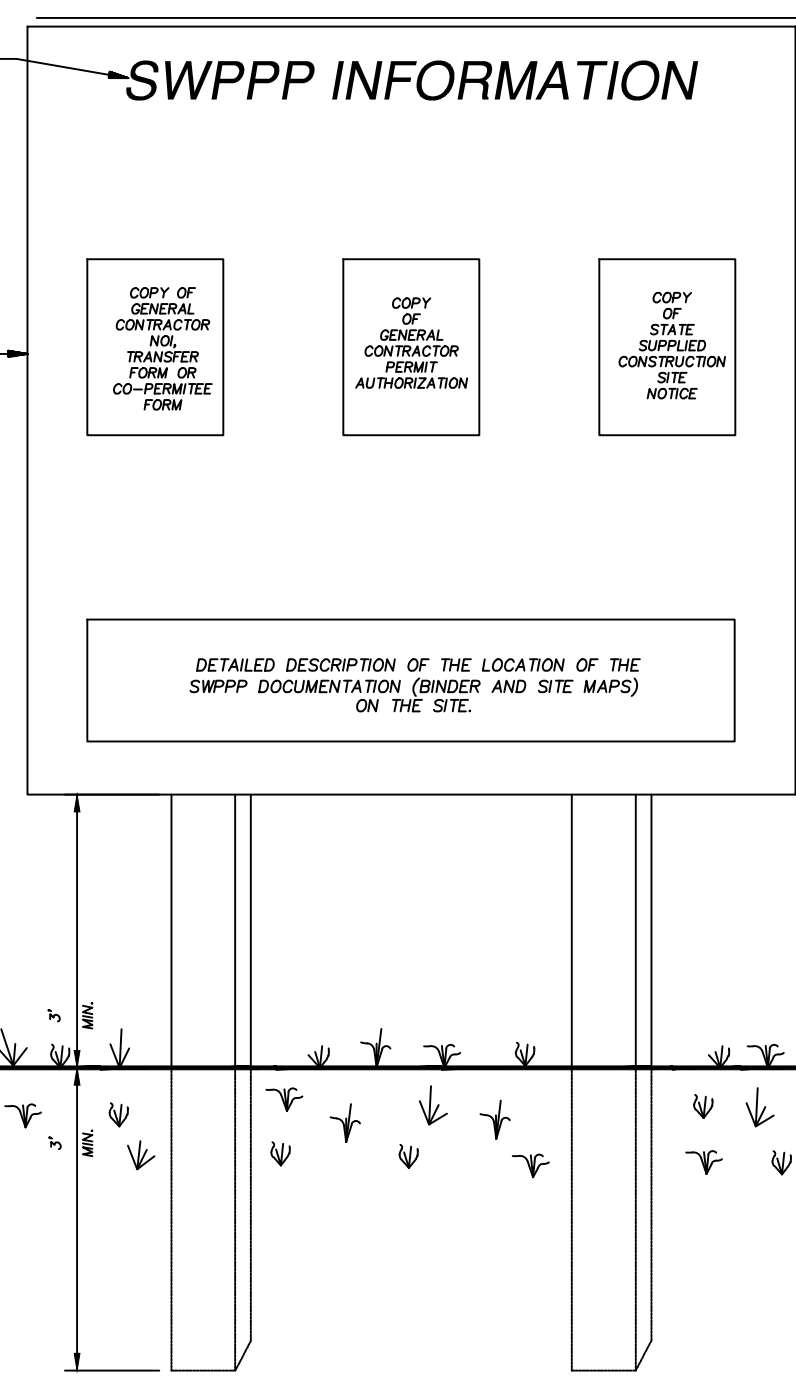 SWPPP INFORMATION
COPY OF
GENERAL
CONTRACTOR
NOI,
TRANSFER
FORM OR
CO-PERMITEE
FORM
COPY
OF
GENERAL
CONTRACTOR
PERMIT
AUTHORIZATION
COPY
OF
STATE
SUPPLIED
CONSTRUCTION
SITE
NOTICE
DETAILED DESCRIPTION OF THE LOCATION OF THE
SWPPP DOCUMENTATION (BINDER AND SITE MAPS)
ON THE SITE.
3'
MIN.
3'
MIN.